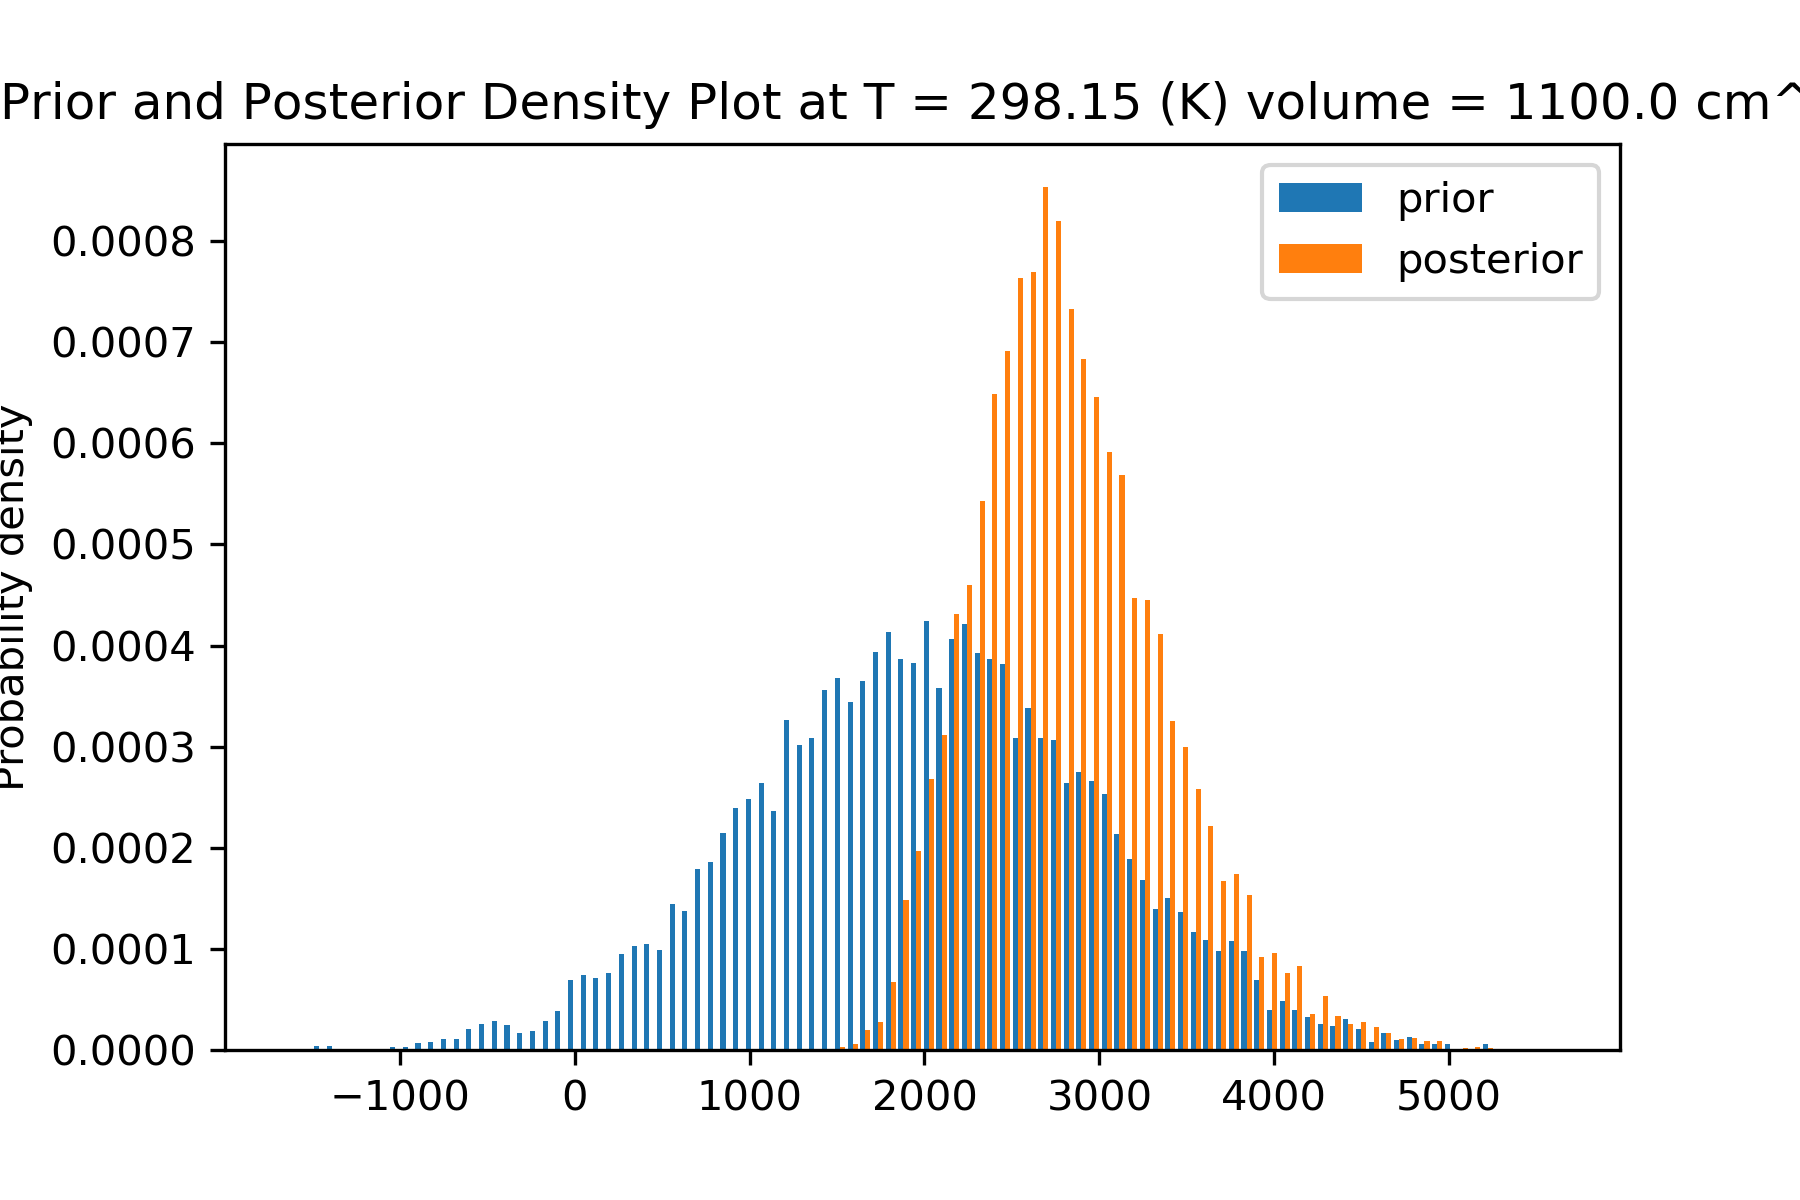 Prior and Posterior Density Plot at T = 298.15 (K) volume = 1100.0 cm^
prior
posterior
Probability density
0.0008
0.0007
0.0006
0.0005
0.0004
0.0003
0.0002
0.0001
0.0000
−1000 0 1000 2000 3000 4000 5000